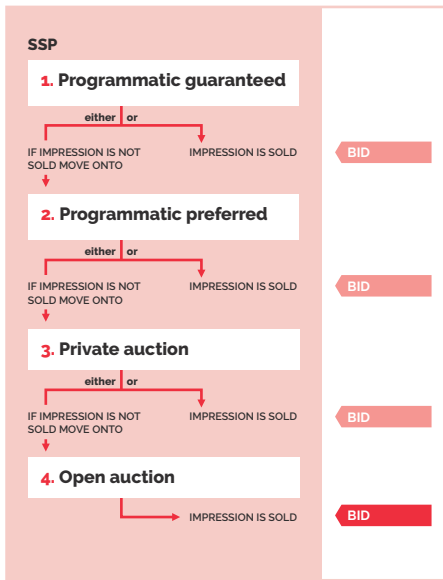 SSP
1. Programmatic guaranteed
either or
IF IMPRESSION IS NOT
SOLD MOVE ONTO
IMPRESSION IS SOLD
BID
2. Programmatic preferred
either or
IF IMPRESSION IS NOT
SOLD MOVE ONTO
IMPRESSION IS SOLD
BID
3. Private auction
either or
IF IMPRESSION IS NOT
SOLD MOVE ONTO
IMPRESSION IS SOLD
BID
4. Open auction
IMPRESSION IS SOLD
BID